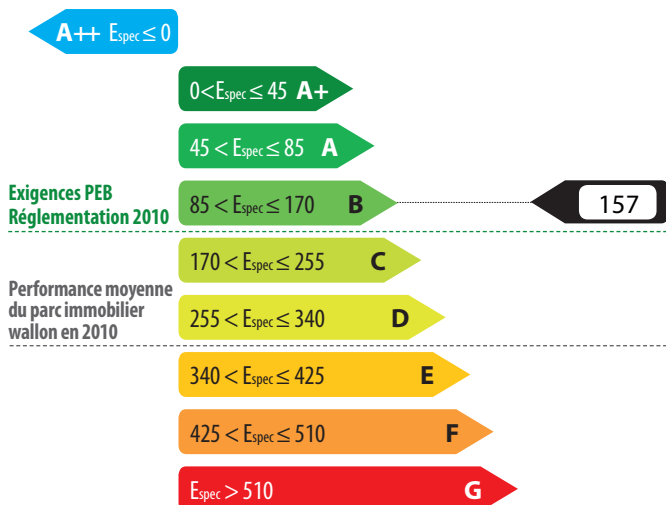 A++ Espec ≤ 0
0<Espec ≤ 45 A+
45 < Espec ≤ 85 A
Exigences PEB
Réglementation 2010
85 < Espec ≤ 170 B
157
170 < Espec ≤ 255 C
Performance moyenne
du parc immobilier
wallon en 2010
255 < Espec ≤ 340 D
340 < Espec ≤ 425 E
425 < Espec ≤ 510 F
Espec > 510 G